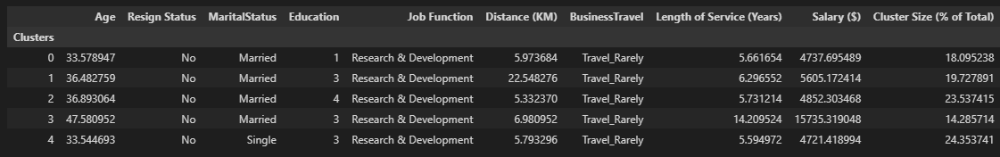 Age Resign Status MaritalStatus Education Job Function Distance (KM) BusinessTravel Length of Service (Years) Salary ($) Cluster Size (% of Total)
Clusters
0 33.578947 No Married 1 Research & Development 5.973684 Travel_Rarely 5.661654 4737.695489 18.095238
1 36.482759 No Married 3 Research & Development 22.548276 Travel_Rarely 6.296552 5605.172414 19.727891
2 36.893064 No Married 4 Research & Development 5.332370 Travel_Rarely 5.731214 4852.303468 23.537415
3 47.580952 No Married 3 Research & Development 6.980952 Travel_Rarely 14.209524 15735.319048 14.285714
4 33.544693 No Single 3 Research & Development 5.793296 Travel_Rarely 5.594972 4721.418994 24.353741